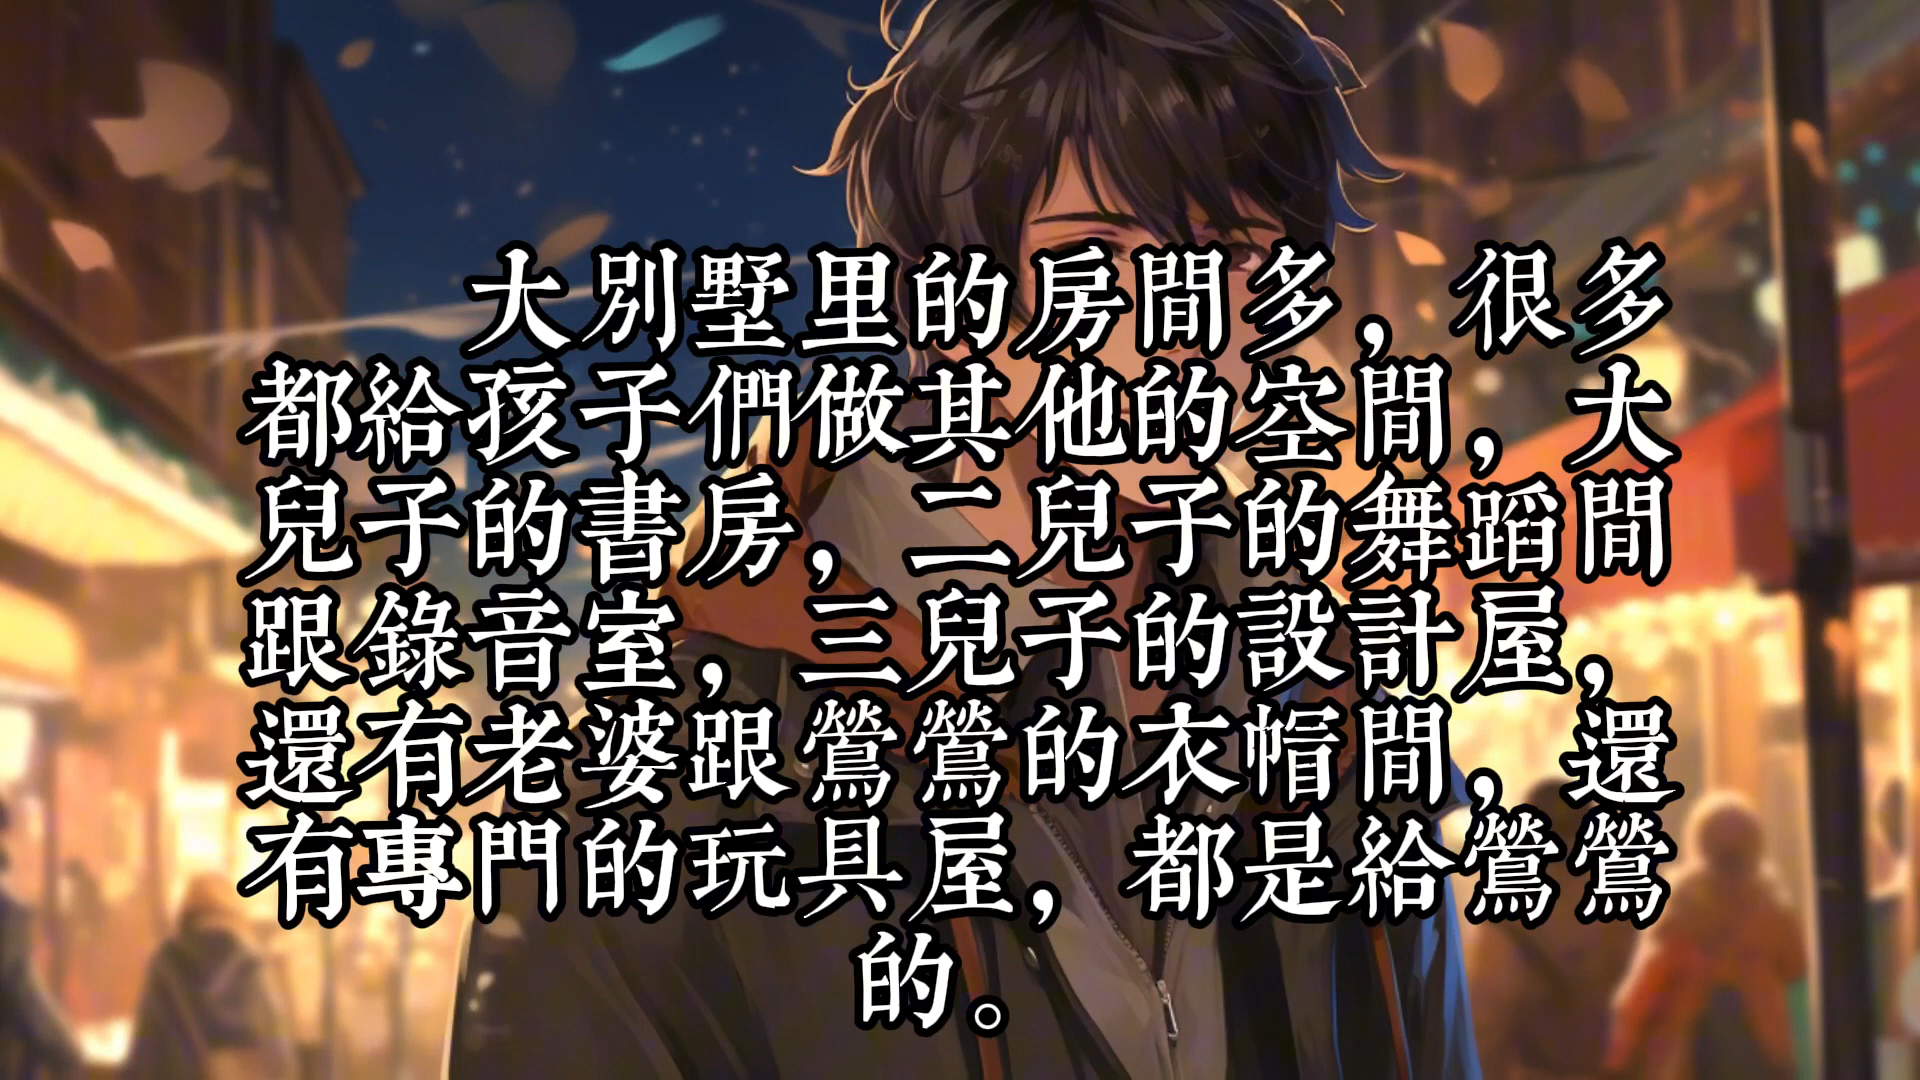 大別墅里的房間多，很多
都給孩子們做其他的空間，大
兒子的書房，二兒子的舞蹈間
跟錄音室，三兒子的設計屋，
還有老婆跟鶯鶯的衣帽間，還
有專門的玩具屋，都是給鶯鶯
的。